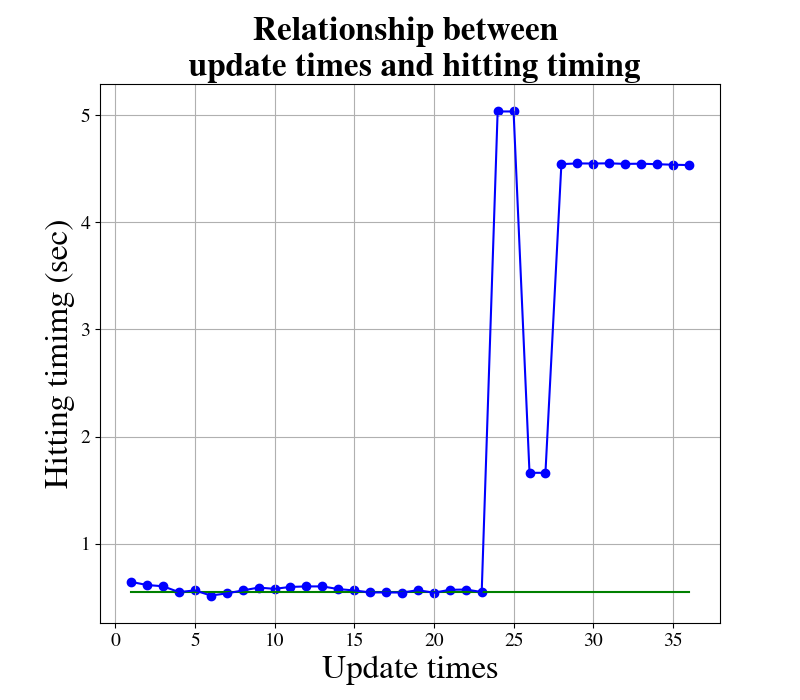 Relationship between
update times and hitting timing
Hitting timimg (sec)
5
4
3
2
1
0 5 10 15 20 25 30 35
Update times